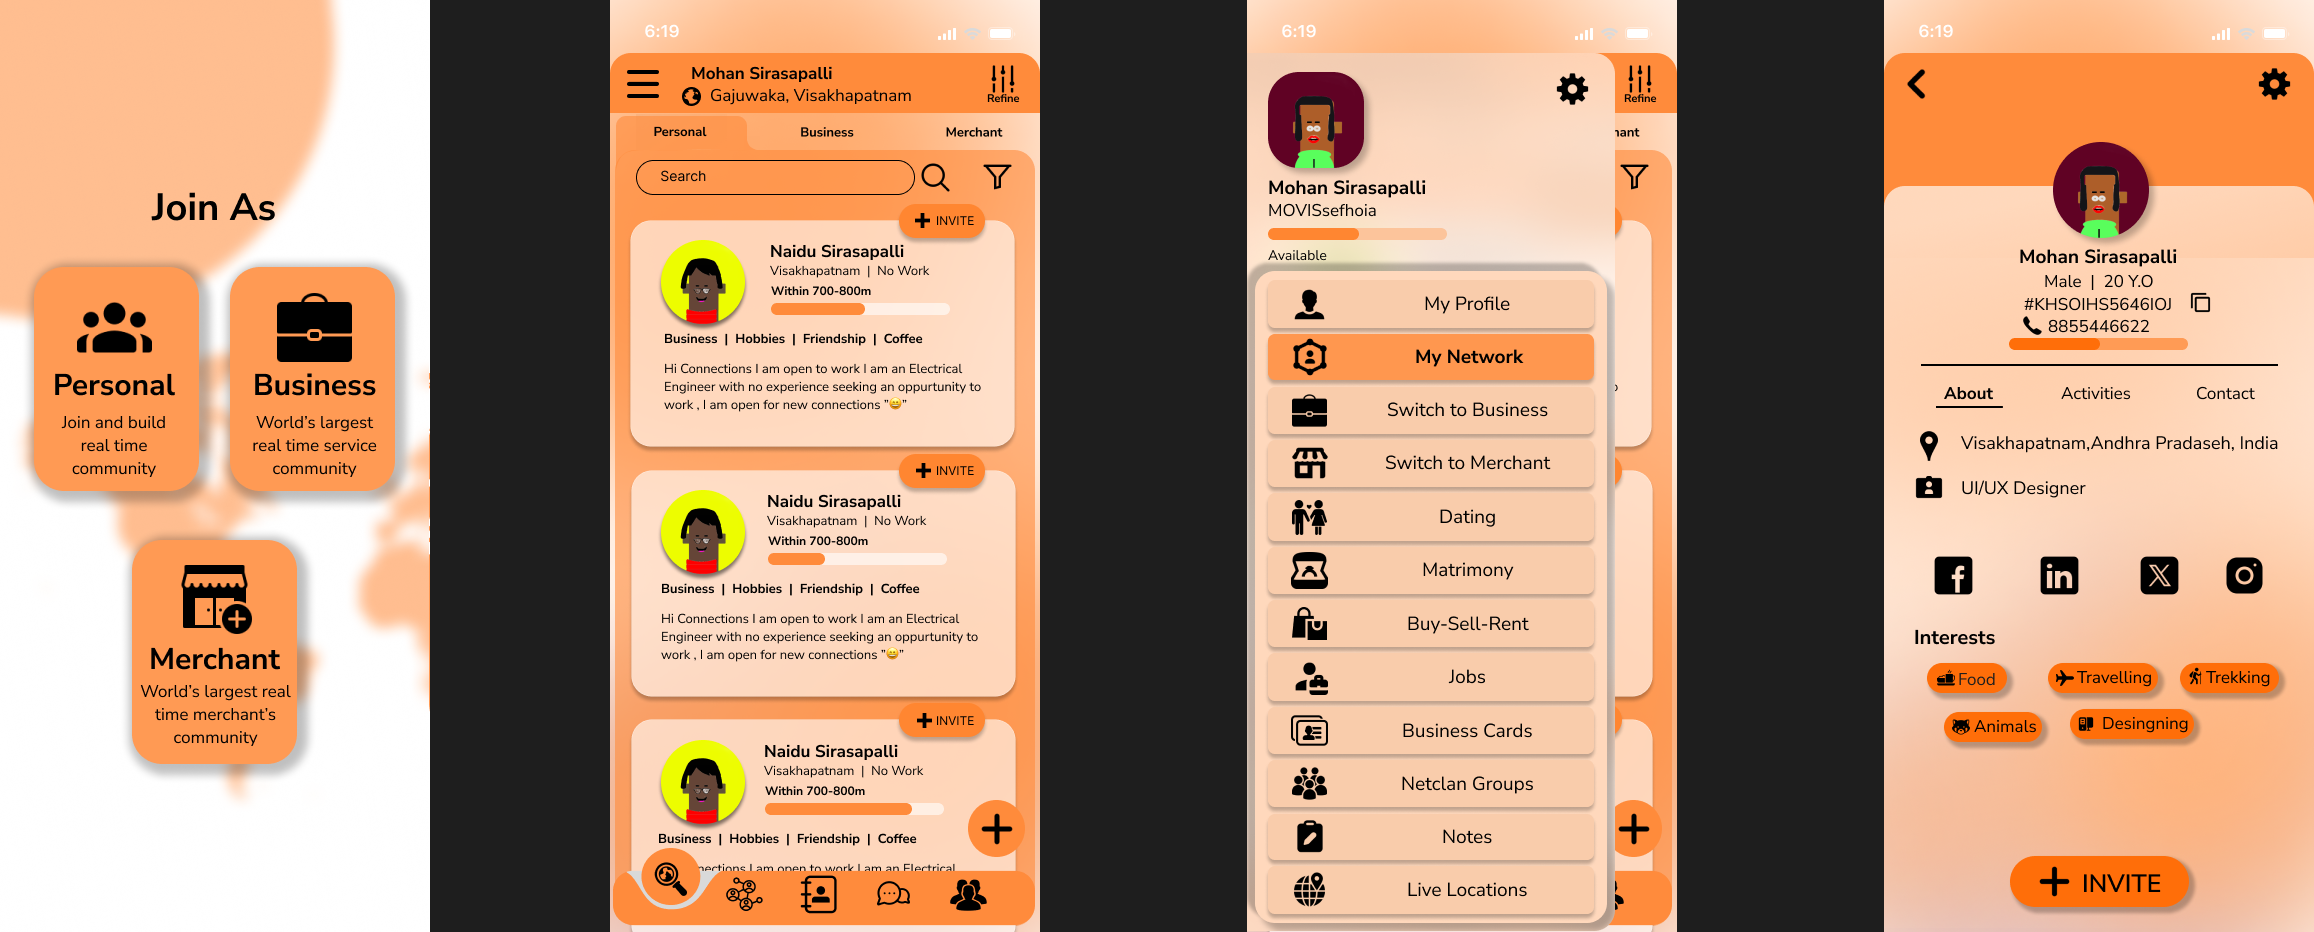 Join As
Personal
Join and build
real time
community
Business
World's largest
real time service
community
Merchant
World's largest real
time merchant's
community
6:19
Mohan Sirasapalli
Gajuwaka, Visakhapatnam
Refine
Personal Business Merchant
Search
+ INVITE
Naidu Sirasapalli
Visakhapatnam | No Work
Within 700-800m
Business | Hobbies | Friendship | Coffee
Hi Connections I am open to work I am an Electrical
Engineer with no experience seeking an oppurtunity to
work , I am open for new connections "😄"
+ INVITE
Naidu Sirasapalli
Visakhapatnam | No Work
Within 700-800m
Business | Hobbies | Friendship | Coffee
Hi Connections I am open to work I am an Electrical
Engineer with no experience seeking an oppurtunity to
work , I am open for new connections "😄"
+ INVITE
Naidu Sirasapalli
Visakhapatnam | No Work
Within 700-800m
Business | Hobbies | Friendship | Coffee
nections I am open to work I am an Electrical
6:19
Refine
hant
Mohan Sirasapalli
MOVISsefhoia
Available
My Profile
My Network
Switch to Business
Switch to Merchant
Dating
Matrimony
Buy-Sell-Rent
Jobs
Business Cards
Netclan Groups
Notes
Live Locations
6:19
Mohan Sirasapalli
Male | 20 Y.O
#KHSOIHS5646IOJ
8855446622
About Activities Contact
Visakhapatnam,Andhra Pradaseh, India
UI/UX Designer
Interests
Food Travelling Trekking
Animals Desingning
+ INVITE